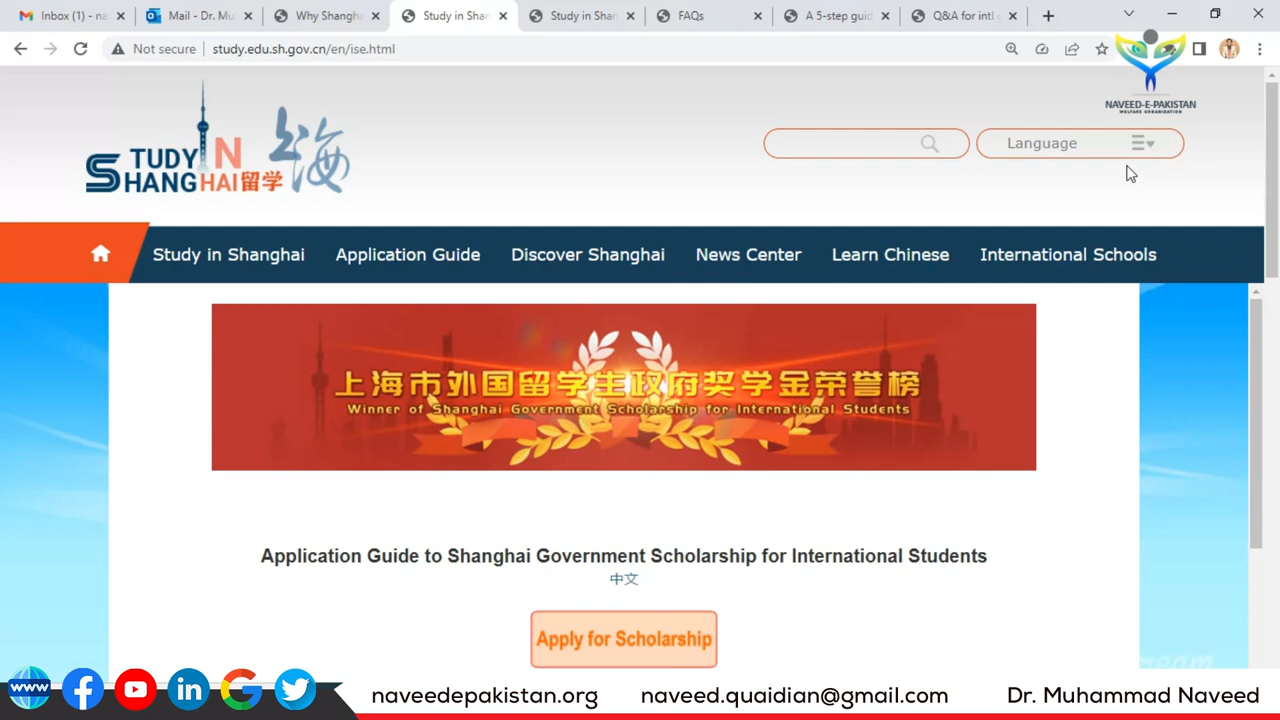 Inbox (1) - na
Mail - Dr. Mu
Why Shangha
Study in Shan
Study in Shan
FAQs
A 5-step guid
Q&A for intl g
Not secure
study.edu.sh.gov.cn/en/ise.html
NAVEED-E-PAKISTAN
WELFARE ORGANIZATION
STUDY IN
SHANGHAI留学
上海
Language
Study in Shanghai
Application Guide
Discover Shanghai
News Center
Learn Chinese
International Schools
上海市外国留学生政府奖学金荣誉榜
Winner of Shanghai Government Scholarship for International Students
Application Guide to Shanghai Government Scholarship for International Students
中文
Apply for Scholarship
www
naveedepakistan.org
naveed.quaidian@gmail.com
Dr. Muhammad Naveed